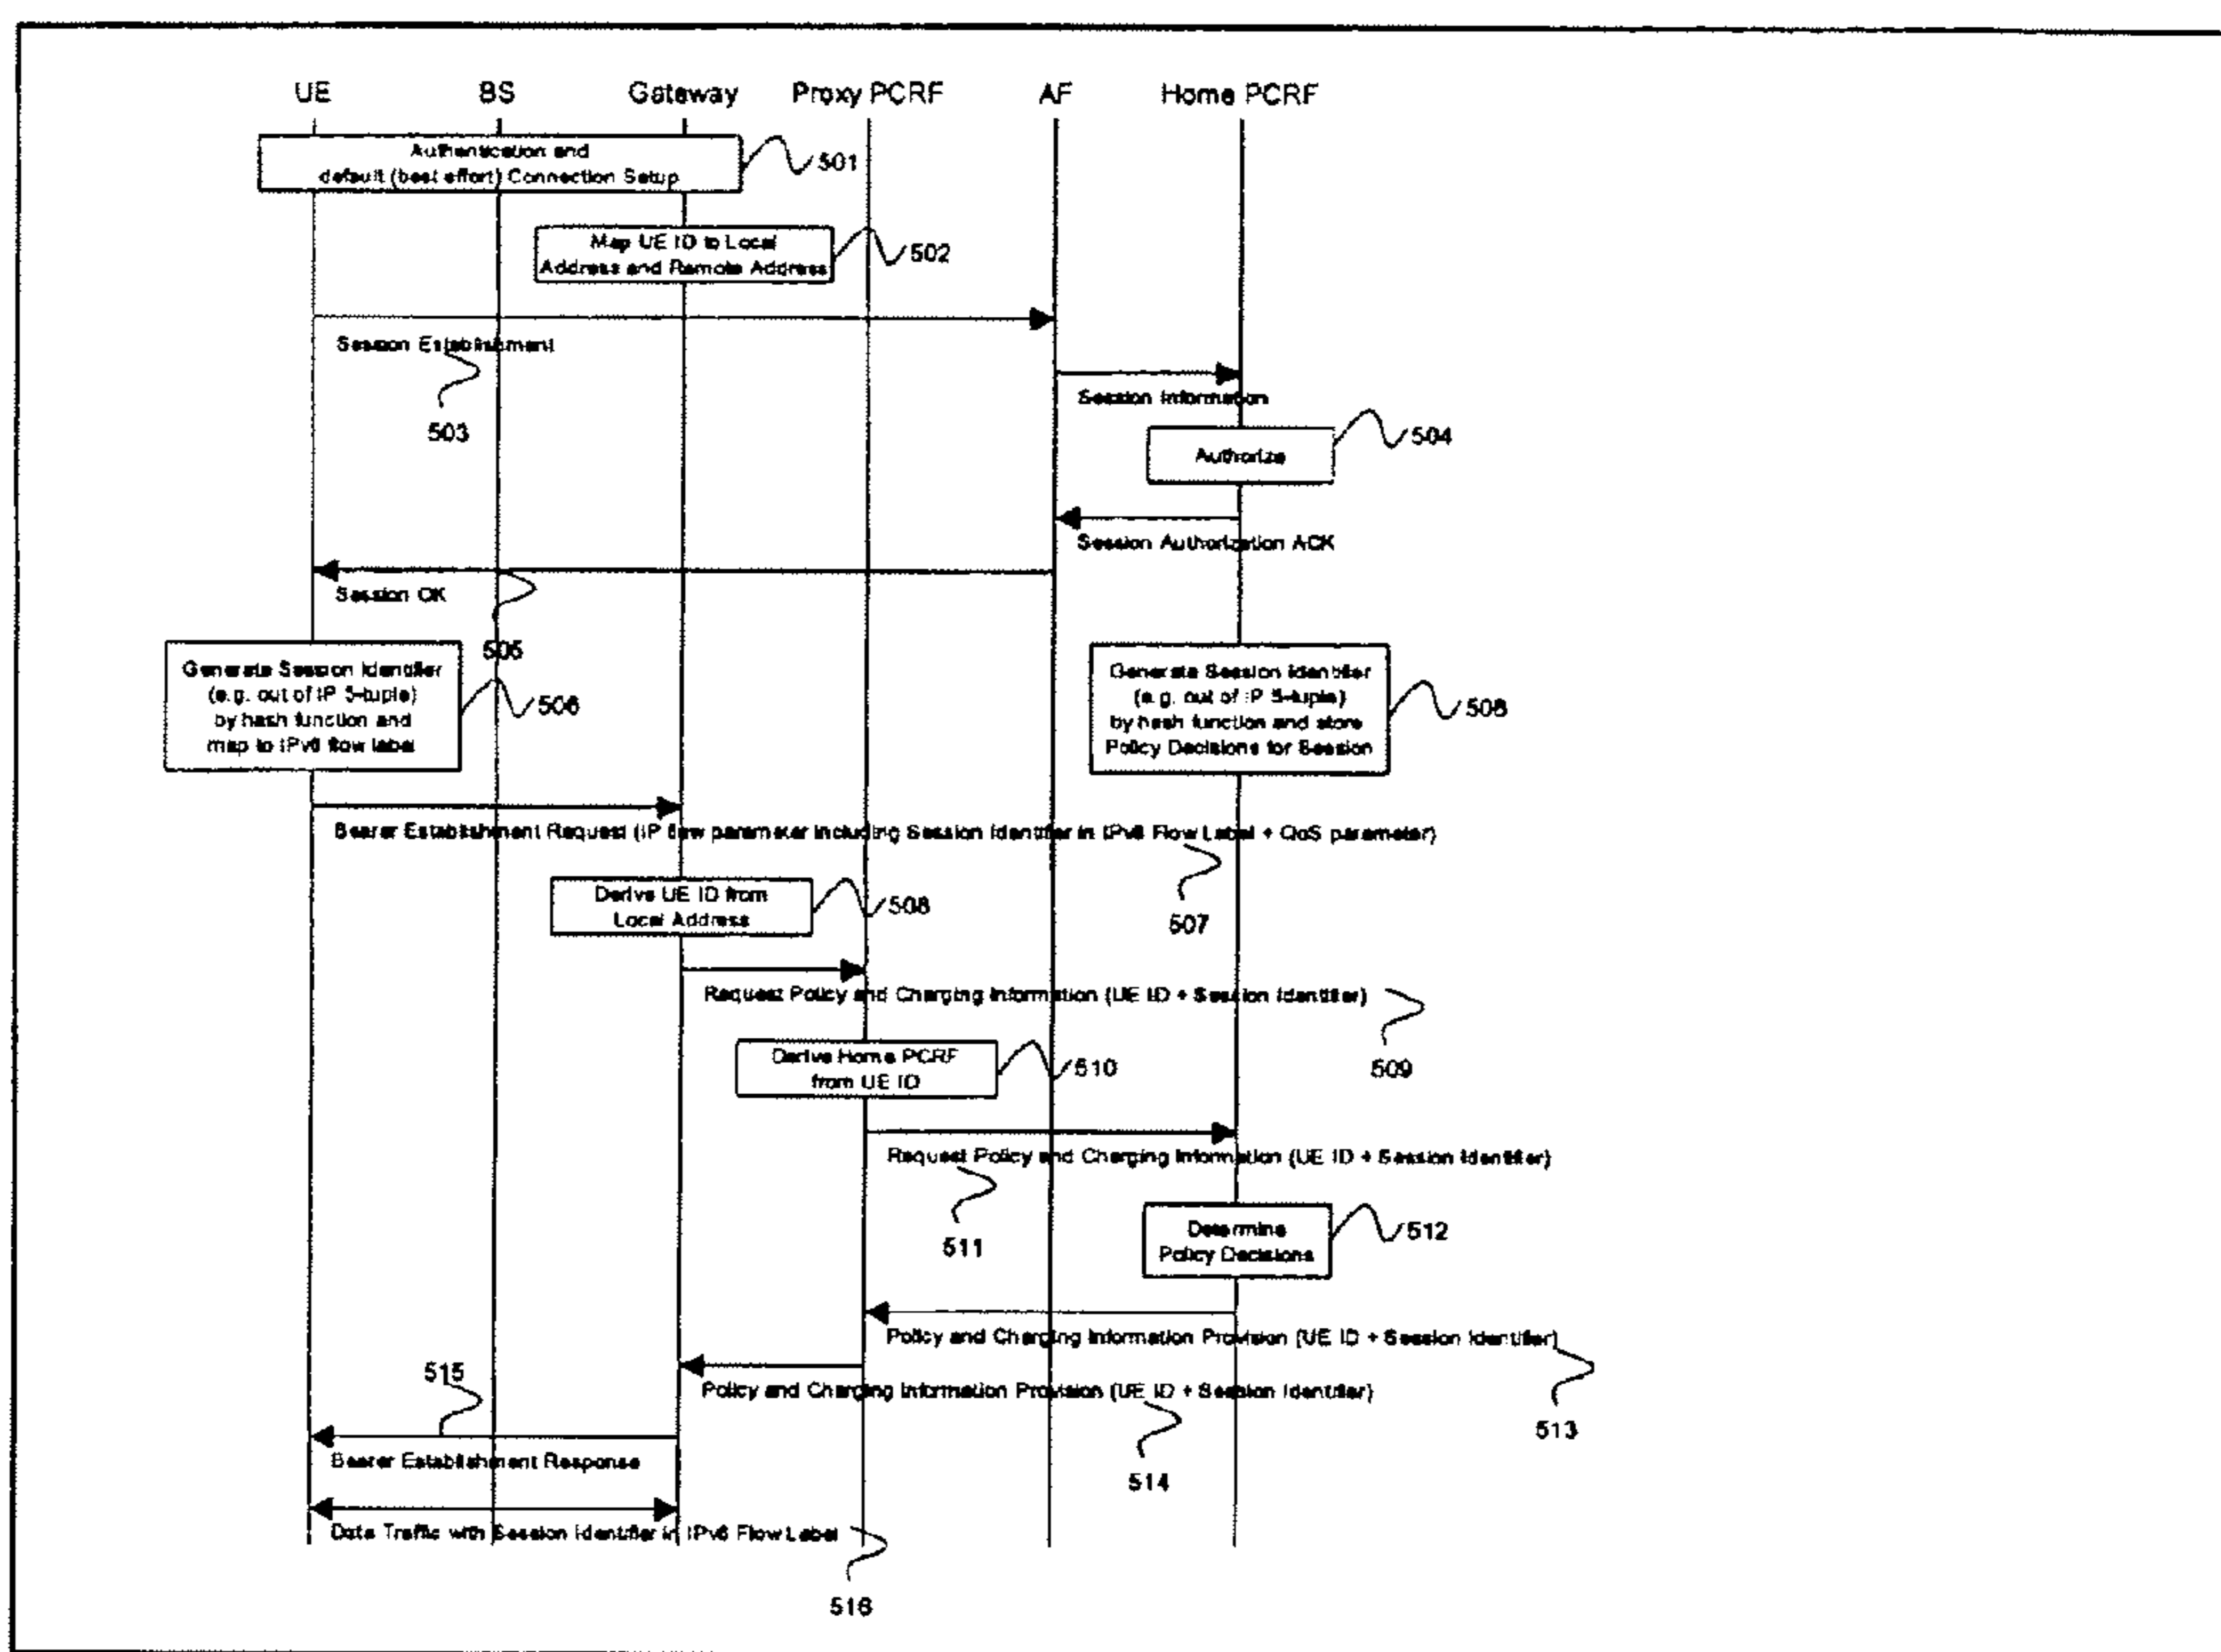 UE BS Gateway Proxy PCRF AF Home PCRF
Authentication and
default (best effort) Connection Setup
501
Map UE ID to Local
Address and Remote Address
502
Session Establishment
503
Session Information
504
Authorize
Session Authorization ACK
Session OK
505
Generate Session Identifier
(e.g. out of IP 5-tuple)
by hash function and
map to IPv6 flow label
506
Generate Session Identifier
(e.g. out of IP 5-tuple)
by hash function and store
Policy Decisions for Session
506
Bearer Establishment Request (IP flow parameter including Session Identifier in IPv6 Flow Label + QoS parameter)
507
Derive UE ID from
Local Address
508
Request Policy and Charging Information (UE ID + Session Identifier)
509
Derive Home PCRF
from UE ID
510
Request Policy and Charging Information (UE ID + Session Identifier)
511
Determine
Policy Decisions
512
Policy and Charging Information Provision (UE ID + Session Identifier)
513
Policy and Charging Information Provision (UE ID + Session Identifier)
514
515
Bearer Establishment Response
Data Traffic with Session Identifier in IPv6 Flow Label
516